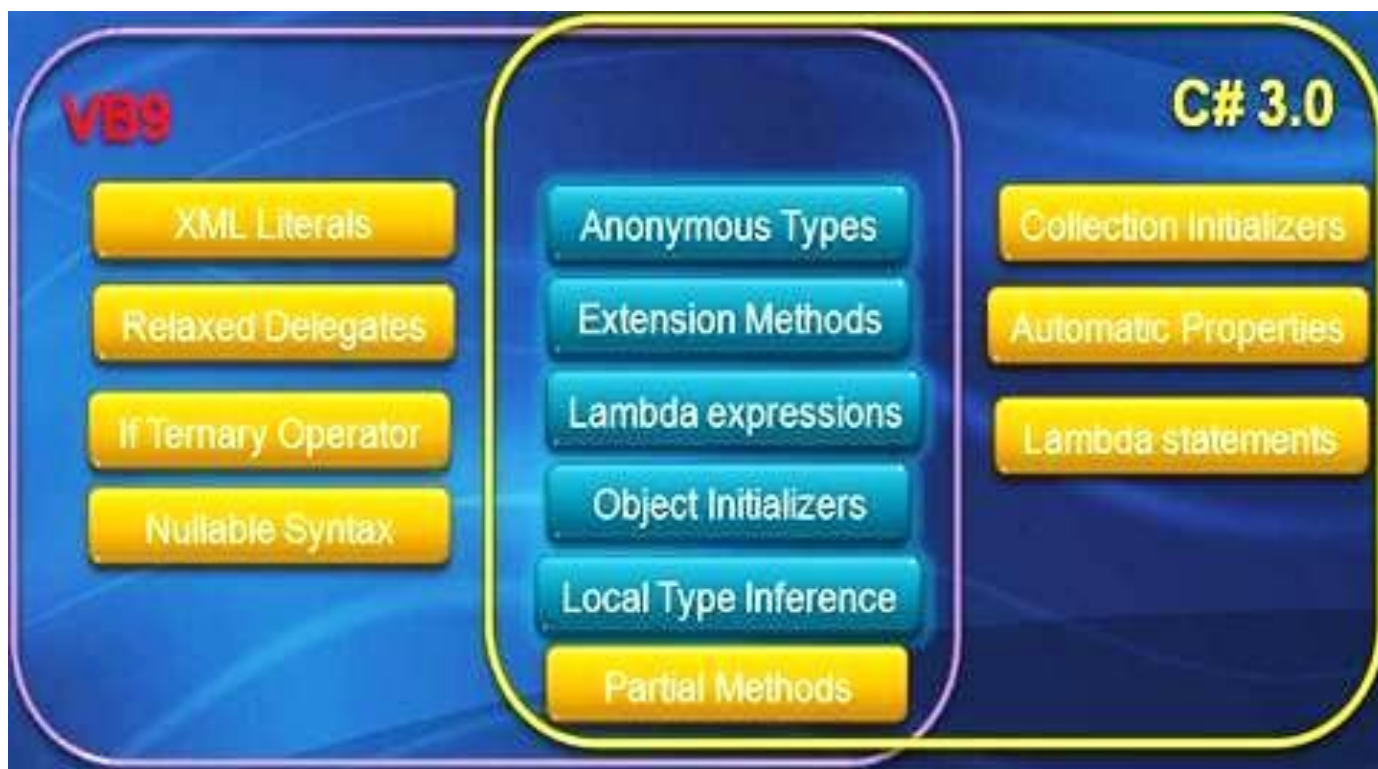 VB9
C# 3.0
XML Literals
Relaxed Delegates
If Ternary Operator
Nullable Syntax
Anonymous Types
Extension Methods
Lambda expressions
Object Initializers
Local Type Inference
Partial Methods
Collection Initializers
Automatic Properties
Lambda statements